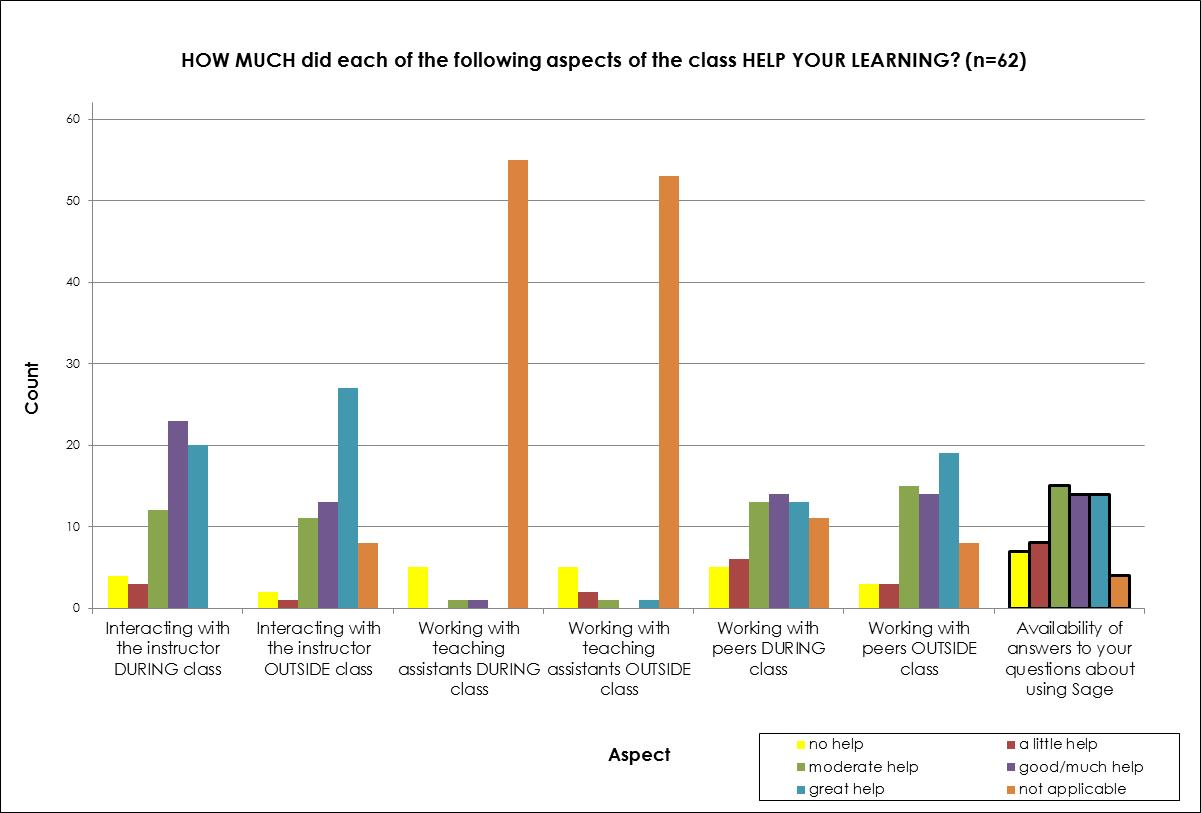 HOW MUCH did each of the following aspects of the class HELP YOUR LEARNING? (n=62)
60
50
40
30
20
10
0
Count
Interacting with
the instructor
DURING class
Interacting with
the instructor
OUTSIDE class
Working with
teaching
assistants DURING
class
Working with
teaching
assistants OUTSIDE
class
Working with
peers DURING
class
Working with
peers OUTSIDE
class
Availability of
answers to your
questions about
using Sage
Aspect
no help
a little help
moderate help
good/much help
great help
not applicable